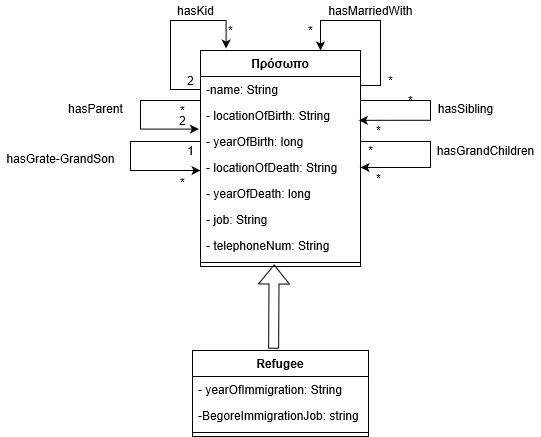 hasKid
hasMarriedWith
*
*
Πρόσωπο
2
*
-name: String
hasParent
*
2
- locationOfBirth: String
*
hasSibling
*
- yearOfBirth: long
1
*
hasGrate-GrandSon
hasGrandChildren
- locationOfDeath: String
*
*
- yearOfDeath: long
- job: String
- telephoneNum: String
Refugee
- yearOfImmigration: String
-BegoreImmigrationJob: string